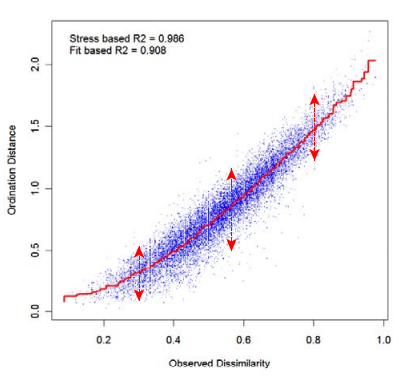 Stress based R2 = 0.986
Fit based R2 = 0.908
Ordination Distance
2.0
1.5
1.0
0.5
0.0
0.2 0.4 0.6 0.8 1.0
Observed Dissimilarity